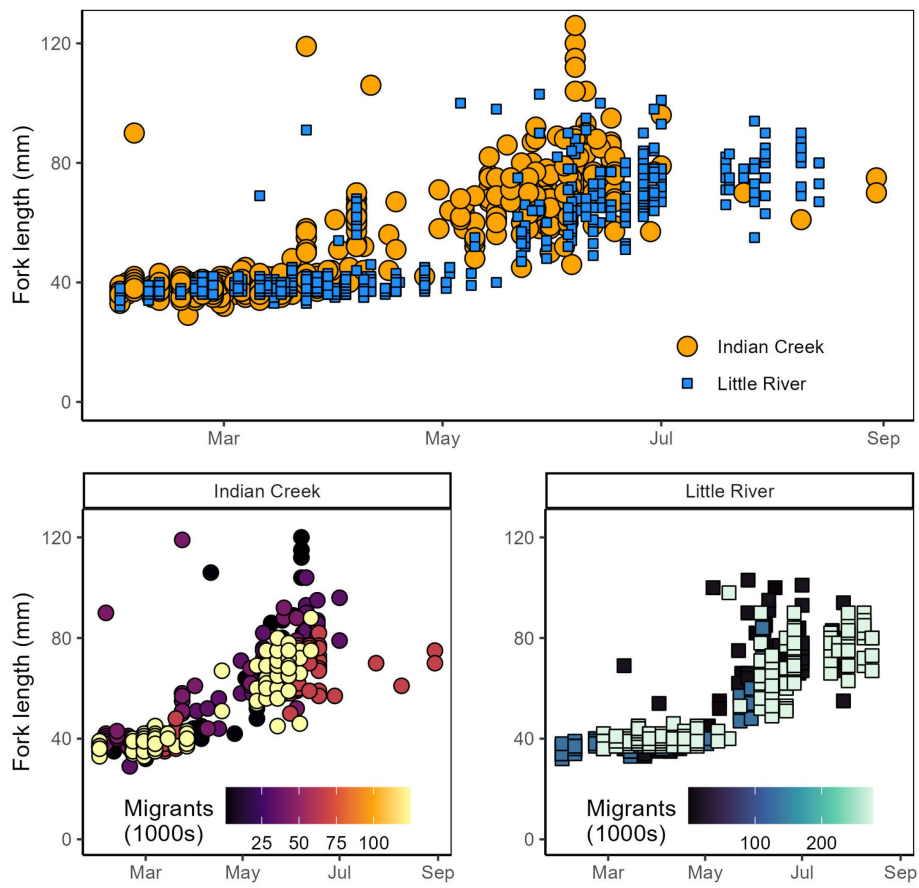 Fork length (mm)
120
80
40
0
Indian Creek
Little River
Mar
May
Jul
Sep
Indian Creek
Little River
Fork length (mm)
120
80
40
0
Migrants
(1000s)
25 50 75 100
Mar
May
Jul
Sep
120
80
40
0
Migrants
(1000s)
100 200
Mar
May
Jul
Sep